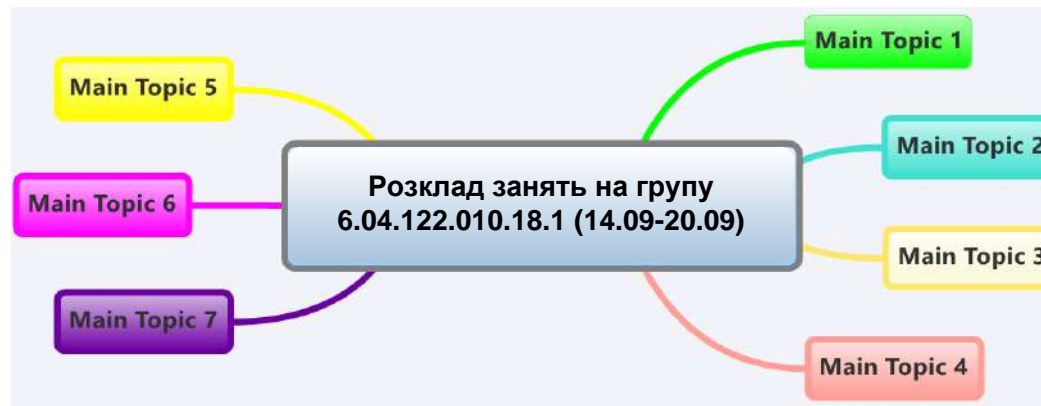 Main Topic 1
Main Topic 5
Main Topic 2
Розклад занять на групу
6.04.122.010.18.1 (14.09-20.09)
Main Topic 6
Main Topic 3
Main Topic 7
Main Topic 4